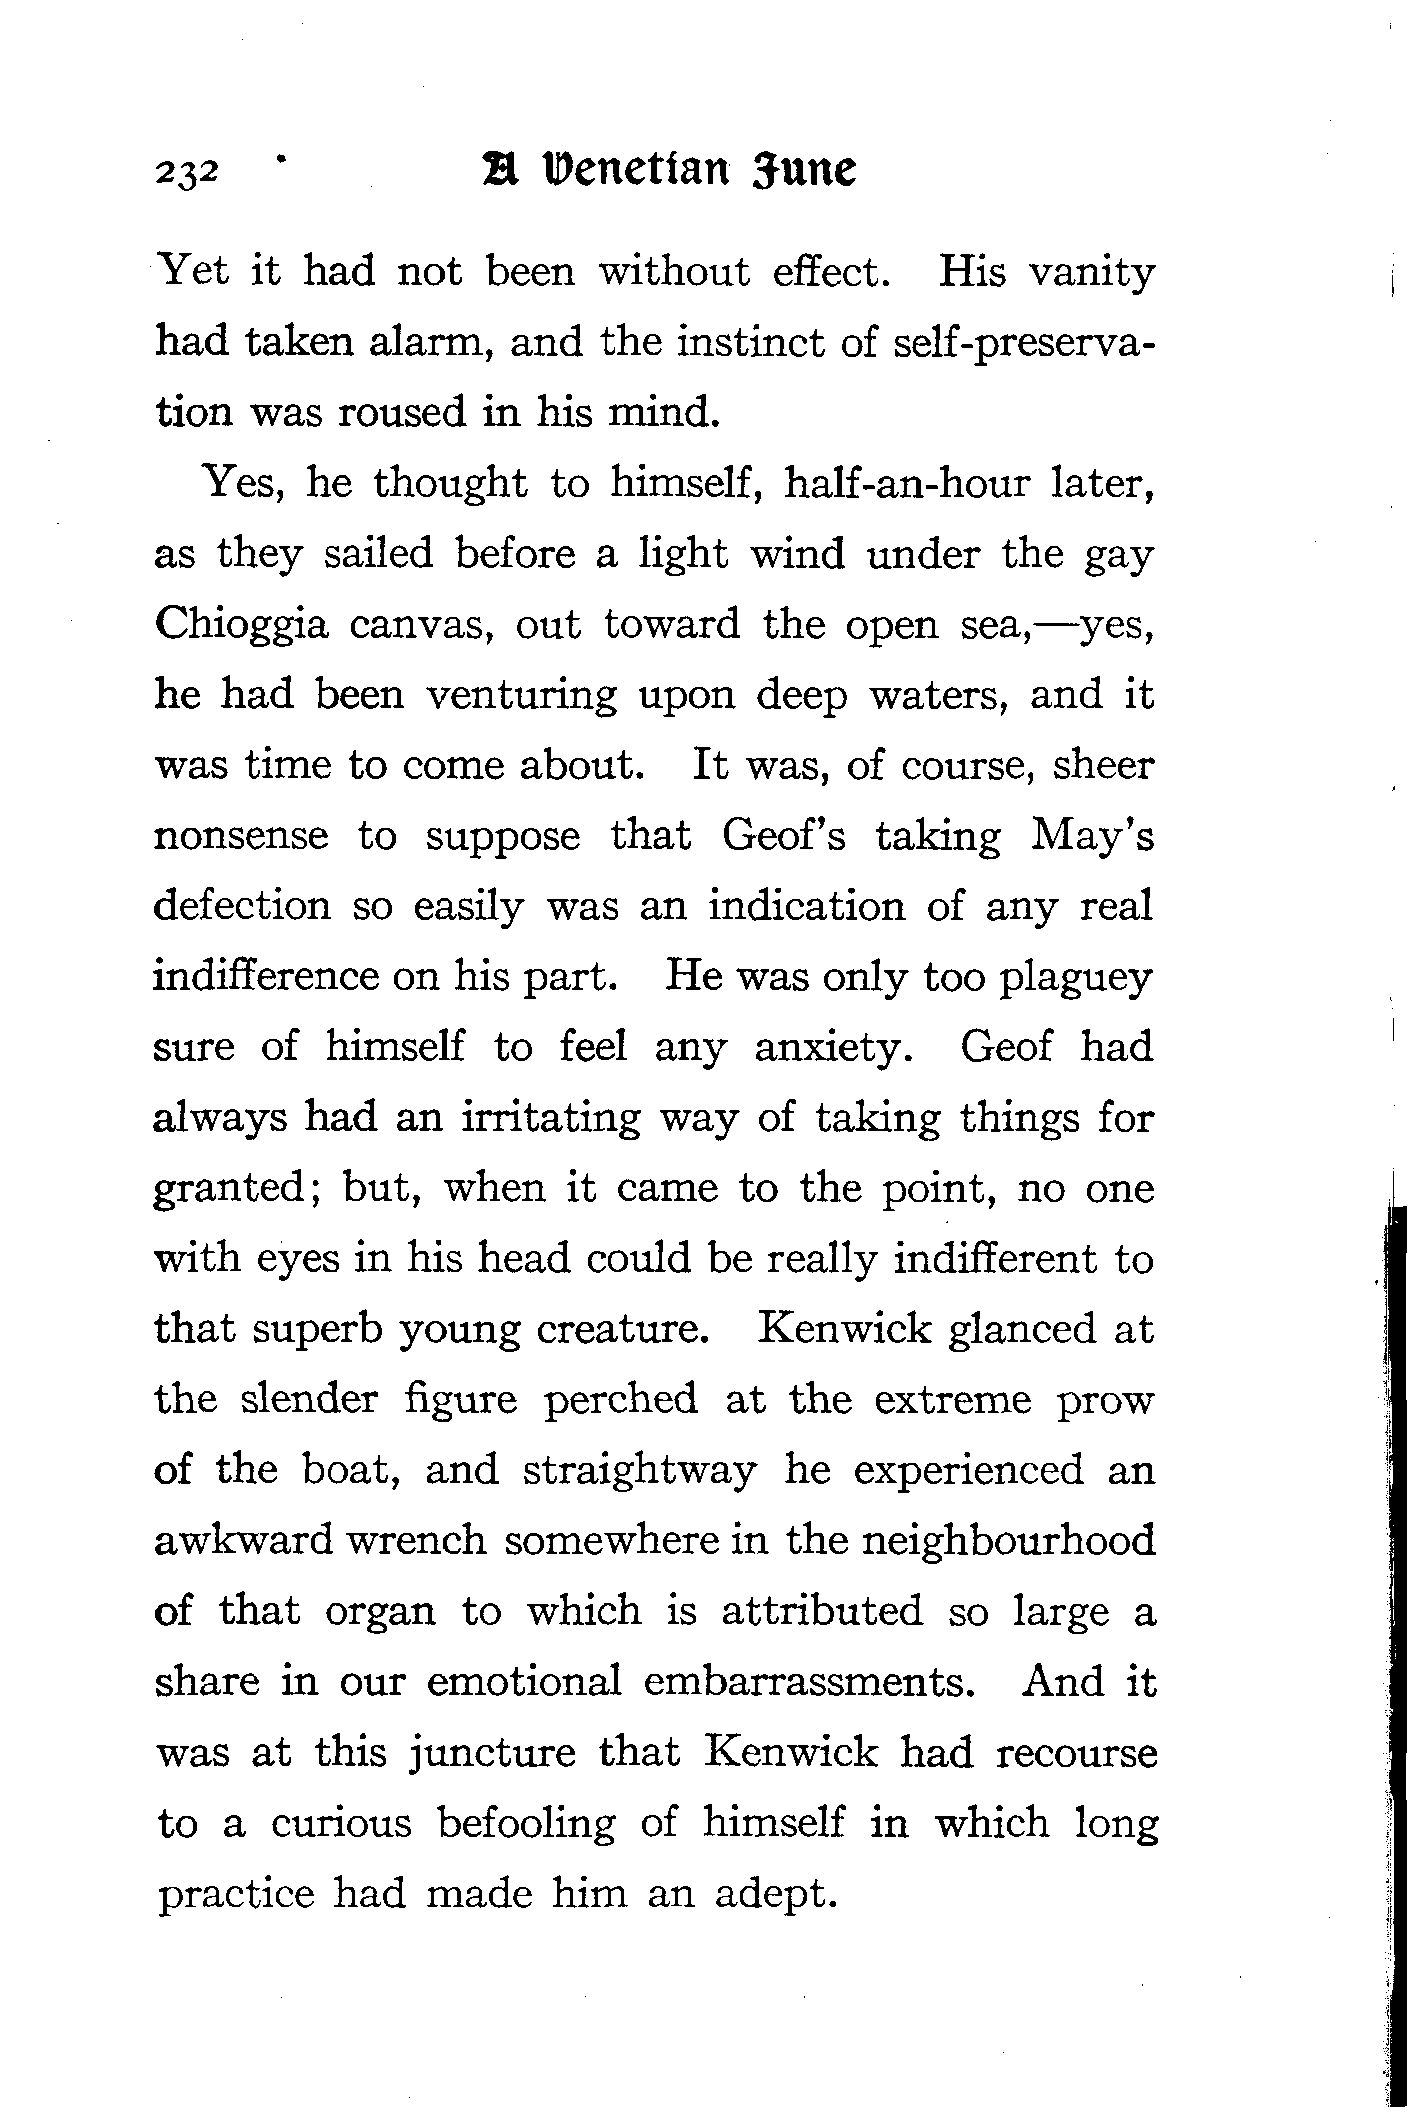 232 A Venetian June
Yet it had not been without effect. His vanity
had taken alarm, and the instinct of self-preserva-
tion was roused in his mind.
Yes, he thought to himself, half-an-hour later,
as they sailed before a light wind under the gay
Chioggia canvas, out toward the open sea,—yes,
he had been venturing upon deep waters, and it
was time to come about. It was, of course, sheer
nonsense to suppose that Geof's taking May's
defection so easily was an indication of any real
indifference on his part. He was only too plaguey
sure of himself to feel any anxiety. Geof had
always had an irritating way of taking things for
granted; but, when it came to the point, no one
with eyes in his head could be really indifferent to
that superb young creature. Kenwick glanced at
the slender figure perched at the extreme prow
of the boat, and straightway he experienced an
awkward wrench somewhere in the neighbourhood
of that organ to which is attributed so large a
share in our emotional embarrassments. And it
was at this juncture that Kenwick had recourse
to a curious befooling of himself in which long
practice had made him an adept.